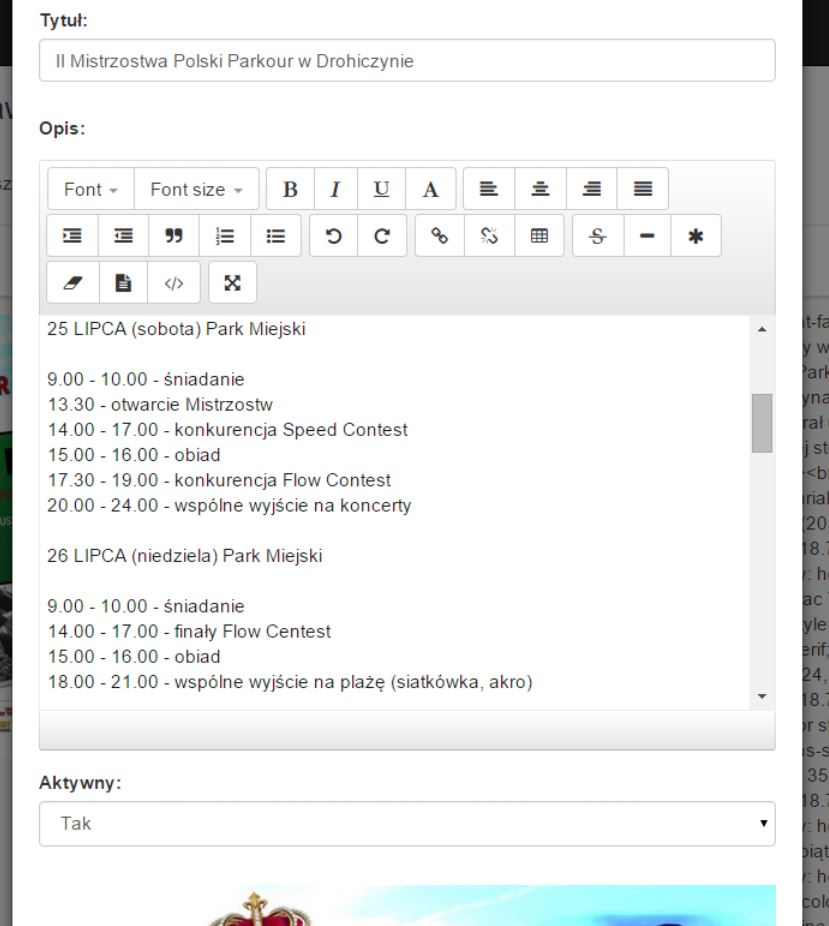 Tytuł:
II Mistrzostwa Polski Parkour w Drohiczynie
Opis:
Font
Font size
B I U A
25 LIPCA (sobota) Park Miejski
9.00 - 10.00 - śniadanie
13.30 - otwarcie Mistrzostw
14.00 - 17.00 - konkurencja Speed Contest
15.00 - 16.00 - obiad
17.30 - 19.00 - konkurencja Flow Contest
20.00 - 24.00 - wspólne wyjście na koncerty
26 LIPCA (niedziela) Park Miejski
9.00 - 10.00 - śniadanie
14.00 - 17.00 - finały Flow Centest
15.00 - 16.00 - obiad
18.00 - 21.00 - wspólne wyjście na plażę (siatkówka, akro)
Aktywny:
Tak